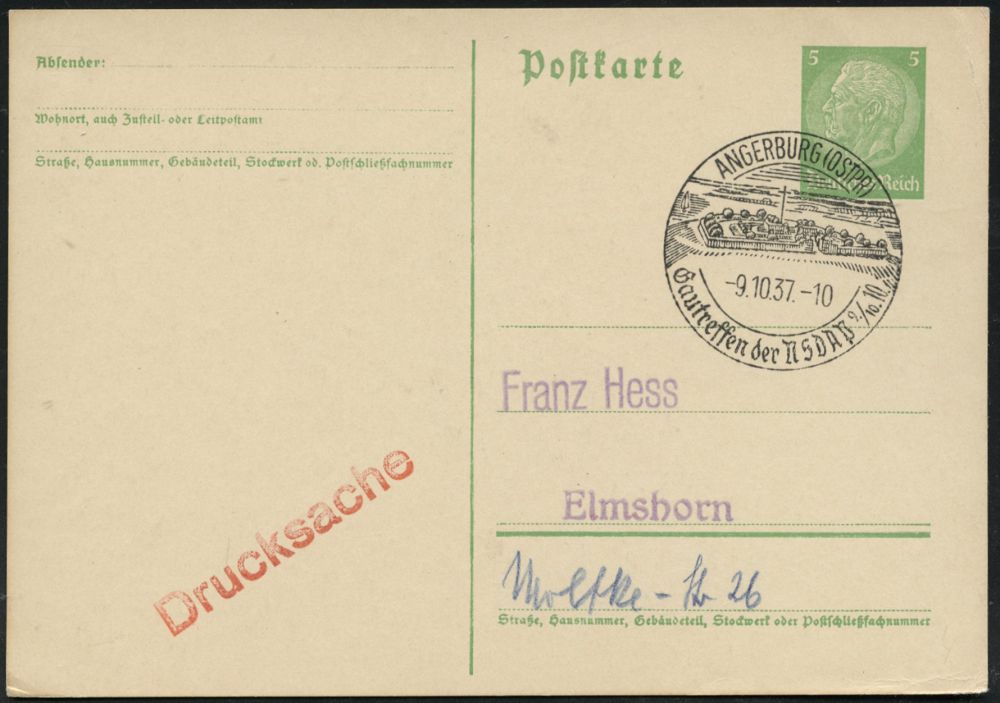 Absender:
Wohnort, auch Zustell- oder Leitpostamt
Straße, Hausnummer, Gebäudeteil, Stockwerk od. Postschließfachnummer
Drucksache
Postkarte
5 5
Deutsches Reich
ANGERBURG (OSTPR)
-9.10.37.-10
Gautreffen der NSDAP 9./10.10.
Franz Hess
Elmshorn
Moltke - Str 26
Straße, Hausnummer, Gebäudeteil, Stockwerk oder Postschließfachnummer